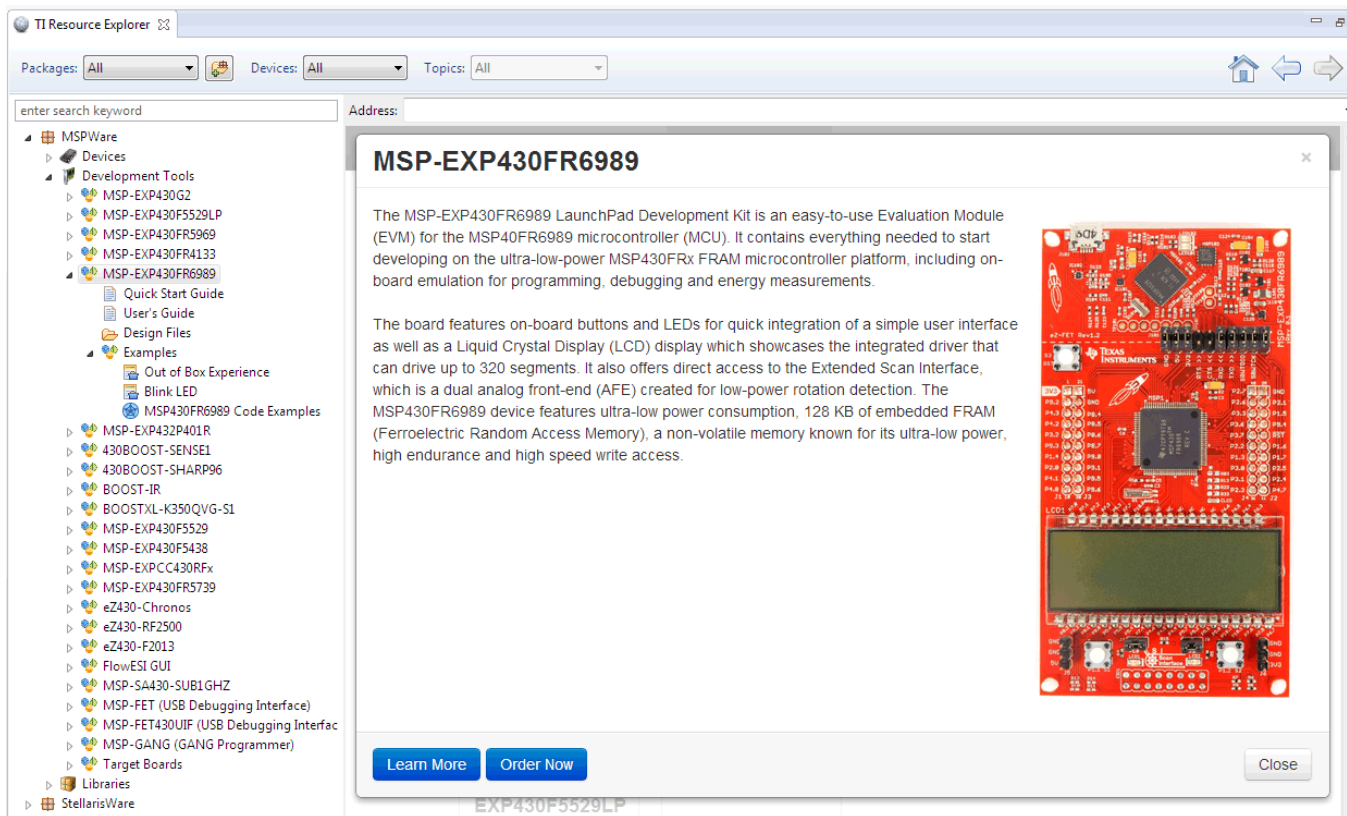 TI Resource Explorer
Packages: All Devices: All Topics: All
enter search keyword
Address:
MSPWare
Devices
Development Tools
MSP-EXP430G2
MSP-EXP430F5529LP
MSP-EXP430FR5969
MSP-EXP430FR4133
MSP-EXP430FR6989
Quick Start Guide
User's Guide
Design Files
Examples
Out of Box Experience
Blink LED
MSP430FR6989 Code Examples
MSP-EXP432P401R
430BOOST-SENSE1
430BOOST-SHARP96
BOOST-IR
BOOSTXL-K350QVG-S1
MSP-EXP430F5529
MSP-EXP430F5438
MSP-EXPCC430RFx
MSP-EXP430FR5739
eZ430-Chronos
eZ430-RF2500
eZ430-F2013
FlowESI GUI
MSP-SA430-SUB1GHZ
MSP-FET (USB Debugging Interface)
MSP-FET430UIF (USB Debugging Interfac
MSP-GANG (GANG Programmer)
Target Boards
Libraries
StellarisWare
MSP-EXP430FR6989
The MSP-EXP430FR6989 LaunchPad Development Kit is an easy-to-use Evaluation Module
(EVM) for the MSP40FR6989 microcontroller (MCU). It contains everything needed to start
developing on the ultra-low-power MSP430FRx FRAM microcontroller platform, including on-
board emulation for programming, debugging and energy measurements.
The board features on-board buttons and LEDs for quick integration of a simple user interface
as well as a Liquid Crystal Display (LCD) display which showcases the integrated driver that
can drive up to 320 segments. It also offers direct access to the Extended Scan Interface,
which is a dual analog front-end (AFE) created for low-power rotation detection. The
MSP430FR6989 device features ultra-low power consumption, 128 KB of embedded FRAM
(Ferroelectric Random Access Memory), a non-volatile memory known for its ultra-low power,
high endurance and high speed write access.
MSP-EXP430FR6989
TEXAS
INSTRUMENTS
LCD1
Learn More Order Now Close
EXP430F5529LP